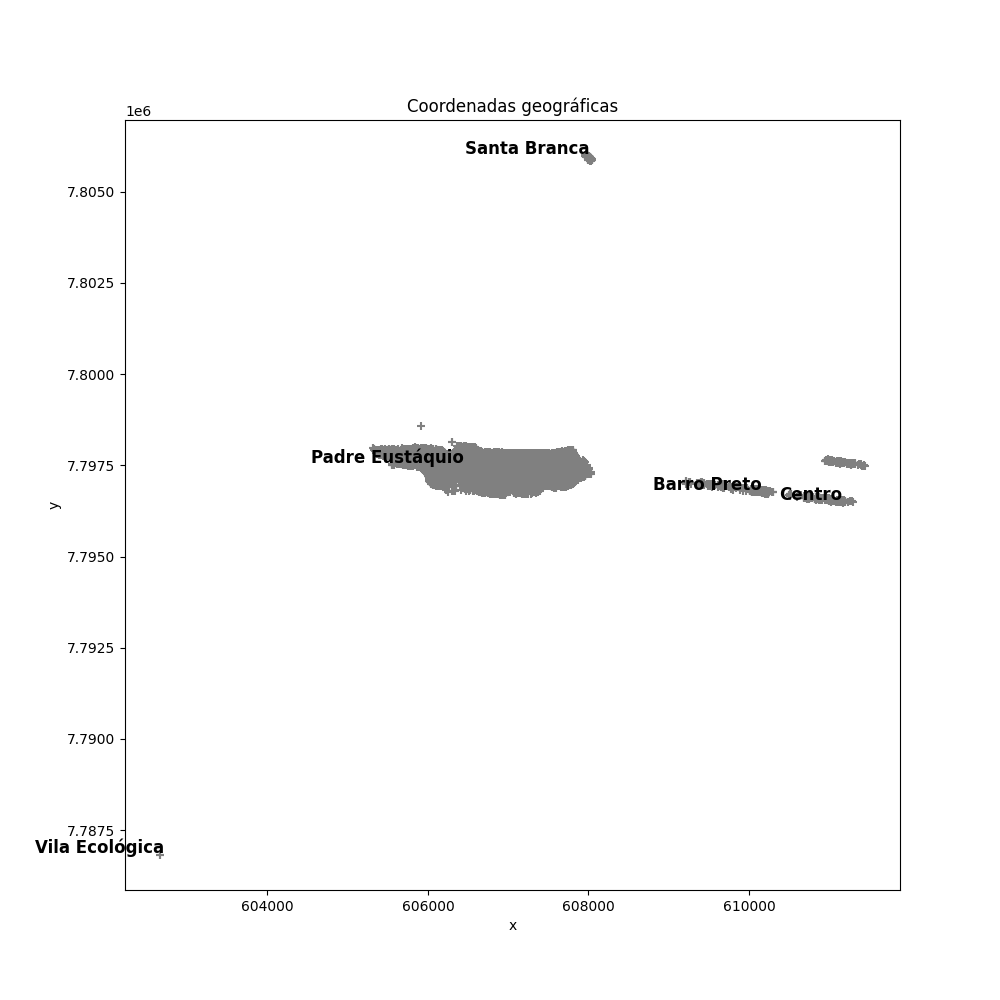 Coordenadas geográficas
1e6
Santa Branca
7.8050
7.8025
7.8000
Padre Eustáquio
7.7975
Barro Preto
Centro
y
7.7950
7.7925
7.7900
7.7875
Vila Ecológica
604000 606000 608000 610000
x